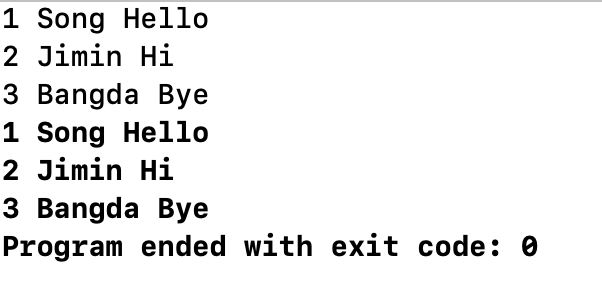 1 Song Hello
2 Jimin Hi
3 Bangda Bye
1 Song Hello
2 Jimin Hi
3 Bangda Bye
Program ended with exit code: 0